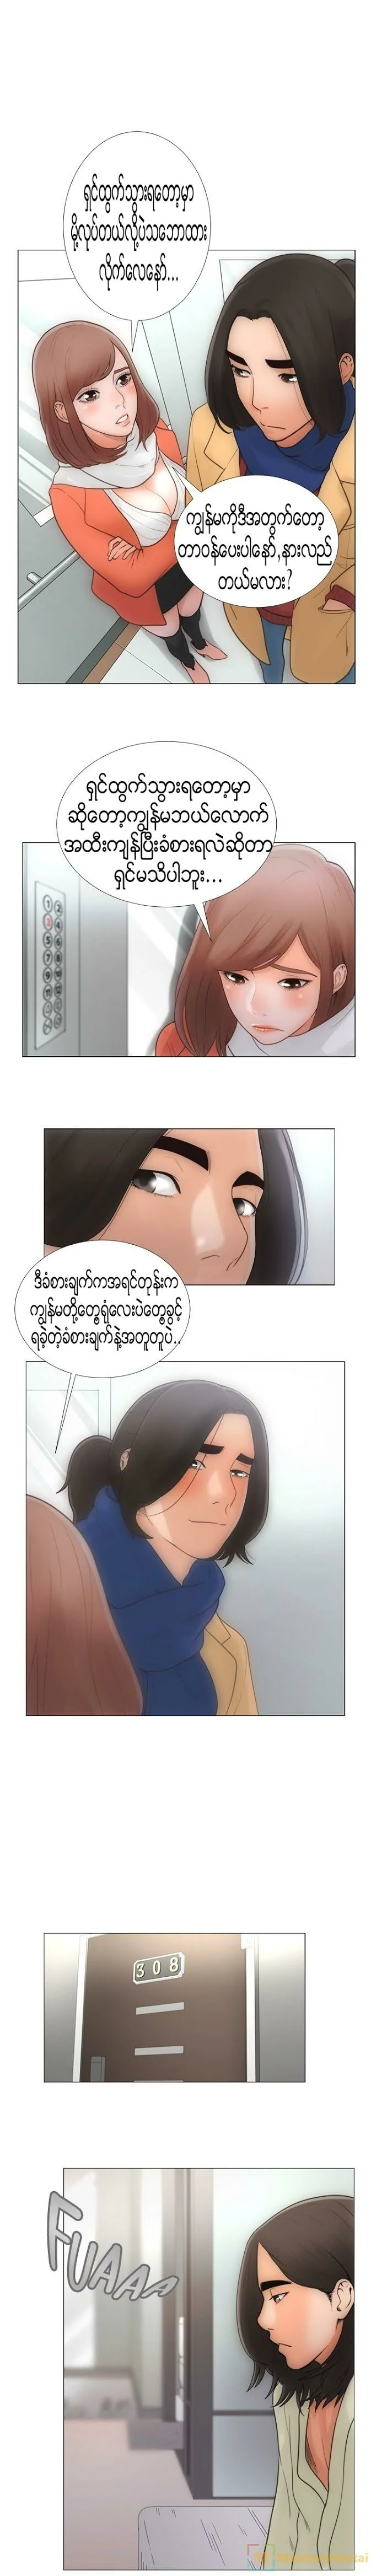 ရှင်ထွက်သွားရတော့မှာ
မို့လုပ်တယ်လို့ပဲသဘောထား
လိုက်လေနော်...
ကျွန်မကိုဒီအတွက်တော့
တာဝန်ပေးပါနော်,နားလည်
တယ်မလား?
ရှင်ထွက်သွားရတော့မှာ
ဆိုတော့ကျွန်မဘယ်လောက်
အထီးကျန်ပြီးခံစားရလဲဆိုတာ
ရှင်မသိပါဘူး...
1 2
3
ဒီခံစားချက်ကအရင်တုန်းက
ကျွန်မတို့တွေ့ရုံလေးပဲတွေ့ခွင့်
ရခဲ့တဲ့ခံစားချက်နဲ့အတူတူပဲ..
308
FUAAA